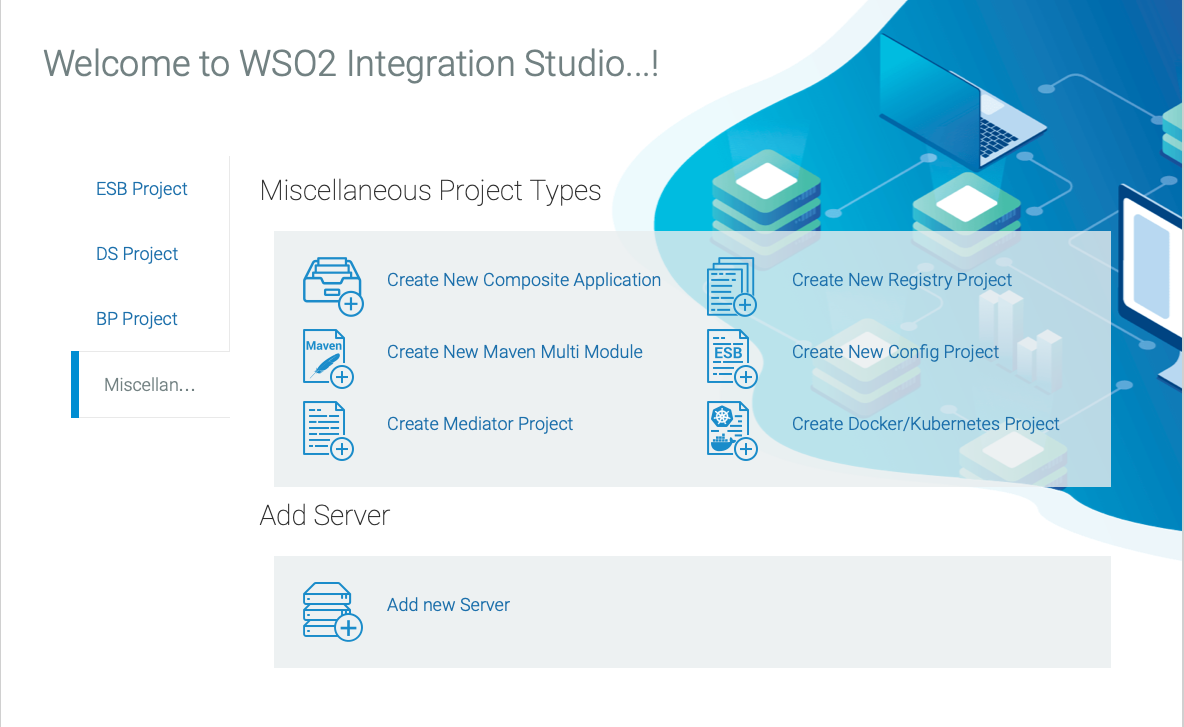 Welcome to WSO2 Integration Studio...!
ESB Project
DS Project
BP Project
Miscellan...
Miscellaneous Project Types
Create New Composite Application
Create New Registry Project
Maven
Create New Maven Multi Module
ESB
Create New Config Project
Create Mediator Project
Create Docker/Kubernetes Project
Add Server
Add new Server